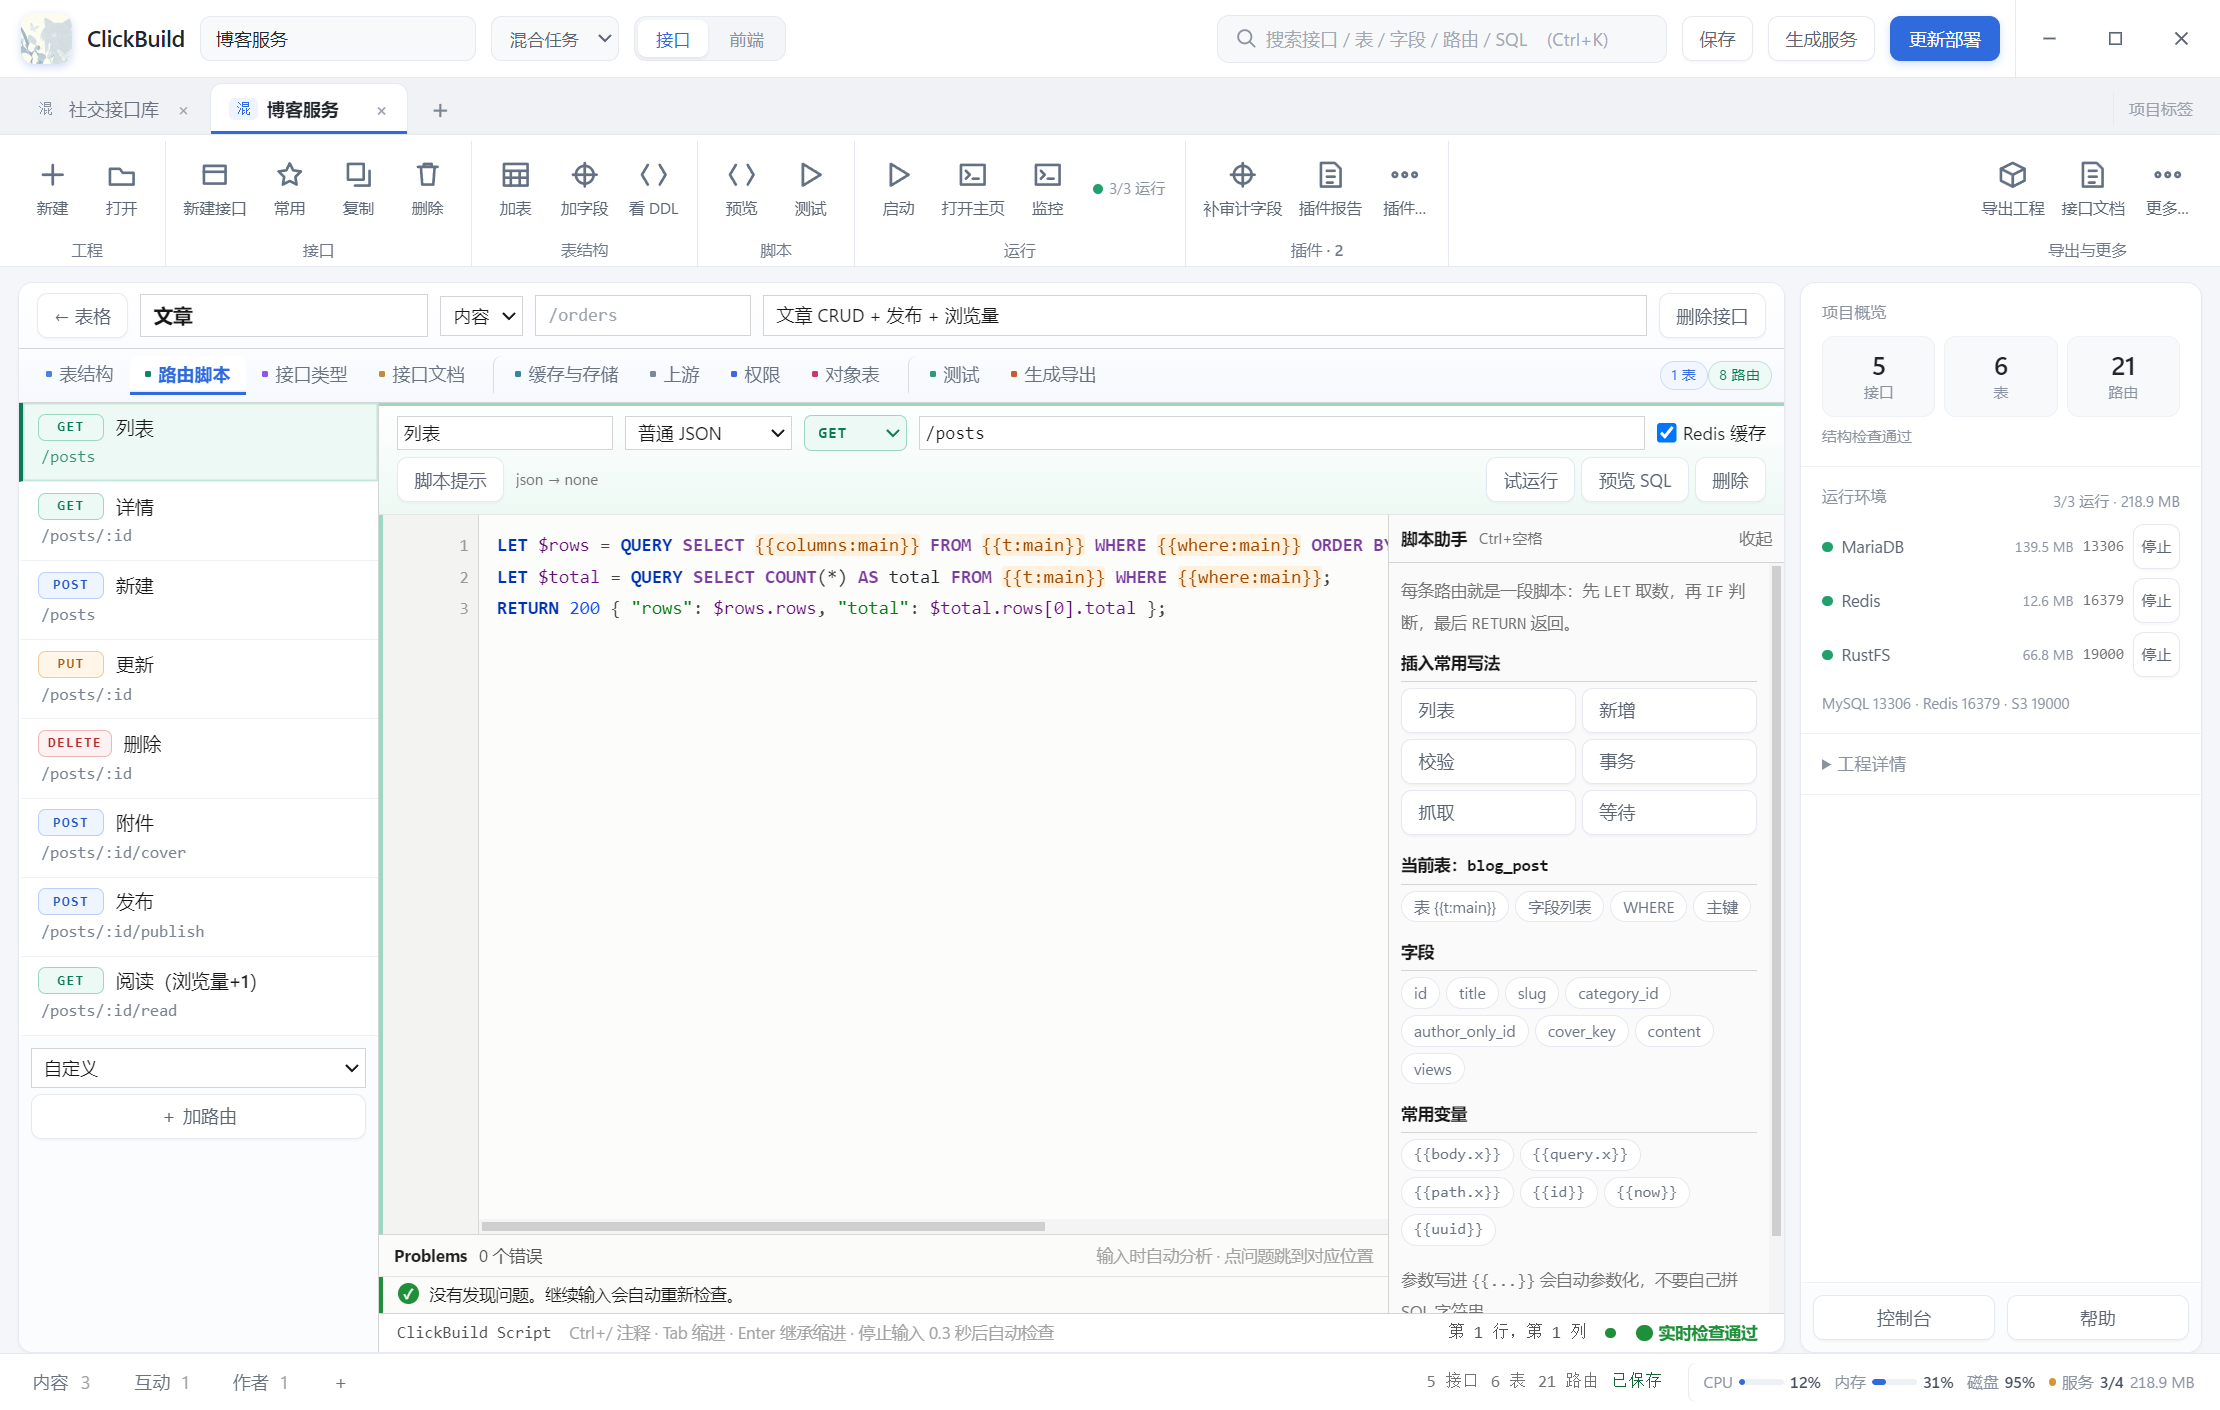 ClickBuild 博客服务 混合任务 接口 前端 搜索接口 / 表 / 字段 / 路由 / SQL (Ctrl+K) 保存 生成服务 更新部署
混 社交接口库 × 混 博客服务 × + 项目标签
新建 打开 新建接口 常用 复制 删除 加表 加字段 看 DDL 预览 测试 启动 打开主页 监控 3/3 运行 补审计字段 插件报告 插件... 导出工程 接口文档 更多...
工程 接口 表结构 脚本 运行 插件 · 2 导出与更多
← 表格 文章 内容 /orders 文章 CRUD + 发布 + 浏览量 删除接口
表结构 路由脚本 接口类型 接口文档 缓存与存储 上游 权限 对象表 测试 生成导出 1 表 8 路由
GET 列表
/posts
GET 详情
/posts/:id
POST 新建
/posts
PUT 更新
/posts/:id
DELETE 删除
/posts/:id
POST 附件
/posts/:id/cover
POST 发布
/posts/:id/publish
GET 阅读（浏览量+1）
/posts/:id/read
自定义
+ 加路由
列表 普通 JSON GET /posts Redis 缓存
脚本提示 json → none 试运行 预览 SQL 删除
1 LET $rows = QUERY SELECT {{columns:main}} FROM {{t:main}} WHERE {{where:main}} ORDER BY
2 LET $total = QUERY SELECT COUNT(*) AS total FROM {{t:main}} WHERE {{where:main}};
3 RETURN 200 { "rows": $rows.rows, "total": $total.rows[0].total };
Problems 0 个错误 输入时自动分析 · 点问题跳到对应位置
没有发现问题。继续输入会自动重新检查。
ClickBuild Script Ctrl+/ 注释 · Tab 缩进 · Enter 继承缩进 · 停止输入 0.3 秒后自动检查 第 1 行，第 1 列 实时检查通过
脚本助手 Ctrl+空格 收起
每条路由就是一段脚本：先 LET 取数，再 IF 判
断，最后 RETURN 返回。
插入常用写法
列表 新增
校验 事务
抓取 等待
当前表：blog_post
表 {{t:main}} 字段列表 WHERE 主键
字段
id title slug category_id
author_only_id cover_key content
views
常用变量
{{body.x}} {{query.x}}
{{path.x}} {{id}} {{now}}
{{uuid}}
参数写进 {{...}} 会自动参数化，不要自己拼
SQL 字符串
项目概览
5 6 21
接口 表 路由
结构检查通过
运行环境 3/3 运行 · 218.9 MB
MariaDB 139.5 MB 13306 停止
Redis 12.6 MB 16379 停止
RustFS 66.8 MB 19000 停止
MySQL 13306 · Redis 16379 · S3 19000
工程详情
控制台 帮助
内容 3 互动 1 作者 1 + 5 接口 6 表 21 路由 已保存 CPU 12% 内存 31% 磁盘 95% 服务 3/4 218.9 MB